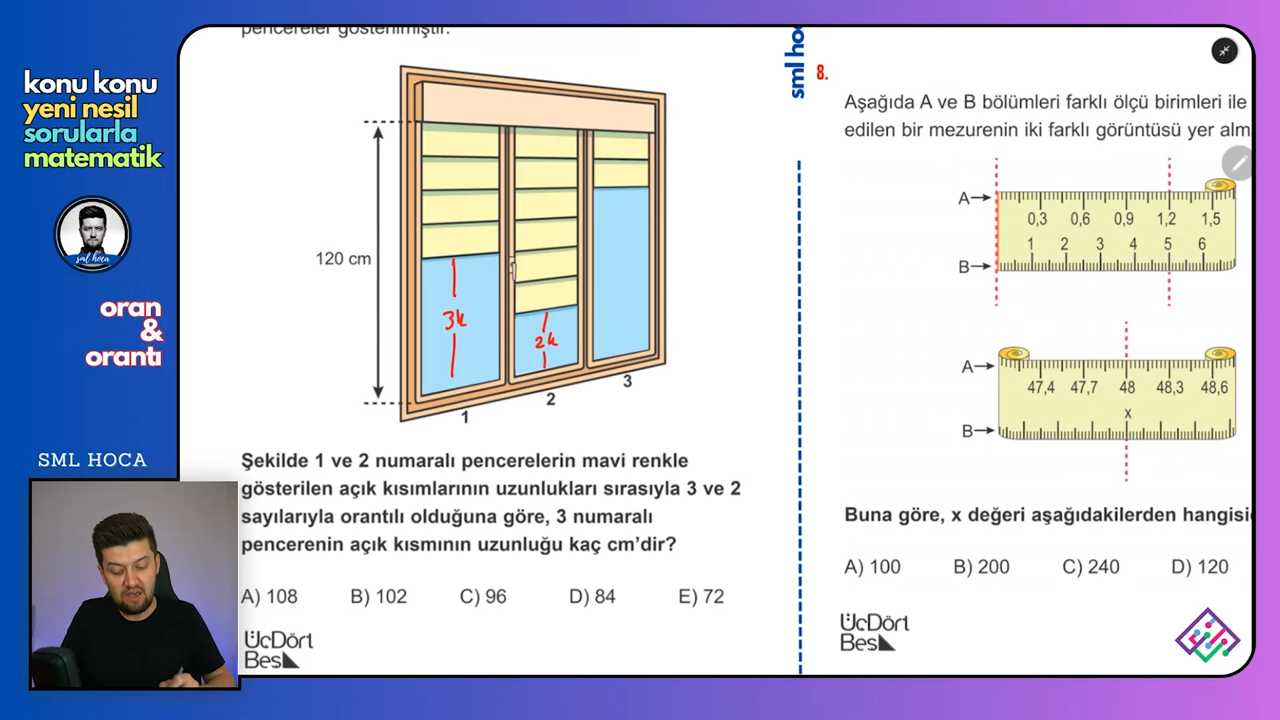 konu konu
yeni nesil
sorularla
matematik
sml hoca
oran
&
orantı
SML HOCA
pencereler gösterilmiştir.
120 cm
3k
2k
1
2
3
Şekilde 1 ve 2 numaralı pencerelerin mavi renkle
gösterilen açık kısımlarının uzunlukları sırasıyla 3 ve 2
sayılarıyla orantılı olduğuna göre, 3 numaralı
pencerenin açık kısmının uzunluğu kaç cm'dir?
A) 108 B) 102 C) 96 D) 84 E) 72
ÜçDört
Beş
sml ho
8.
Aşağıda A ve B bölümleri farklı ölçü birimleri ile
edilen bir mezurenin iki farklı görüntüsü yer alm
A
0,3 0,6 0,9 1,2 1,5
1 2 3 4 5 6
B
A
47,4 47,7 48 48,3 48,6
x
B
Buna göre, x değeri aşağıdakilerden hangisi
A) 100 B) 200 C) 240 D) 120
ÜçDört
Beş